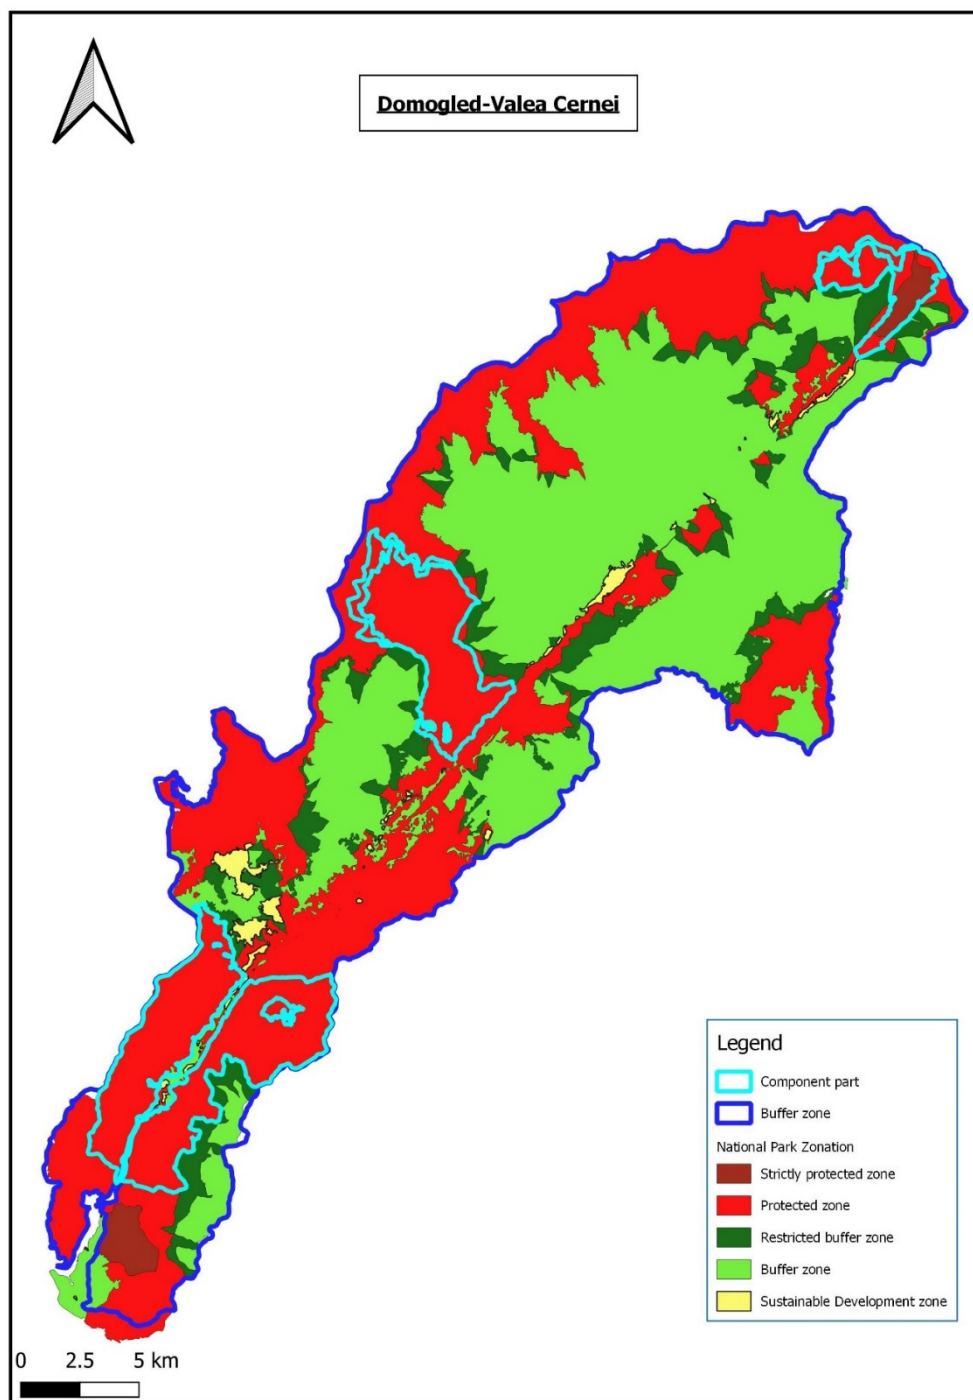 Domogled-Valea Cernei
Legend
Component part
Buffer zone
National Park Zonation
Strictly protected zone
Protected zone
Restricted buffer zone
Buffer zone
Sustainable Development zone
0 2.5 5 km